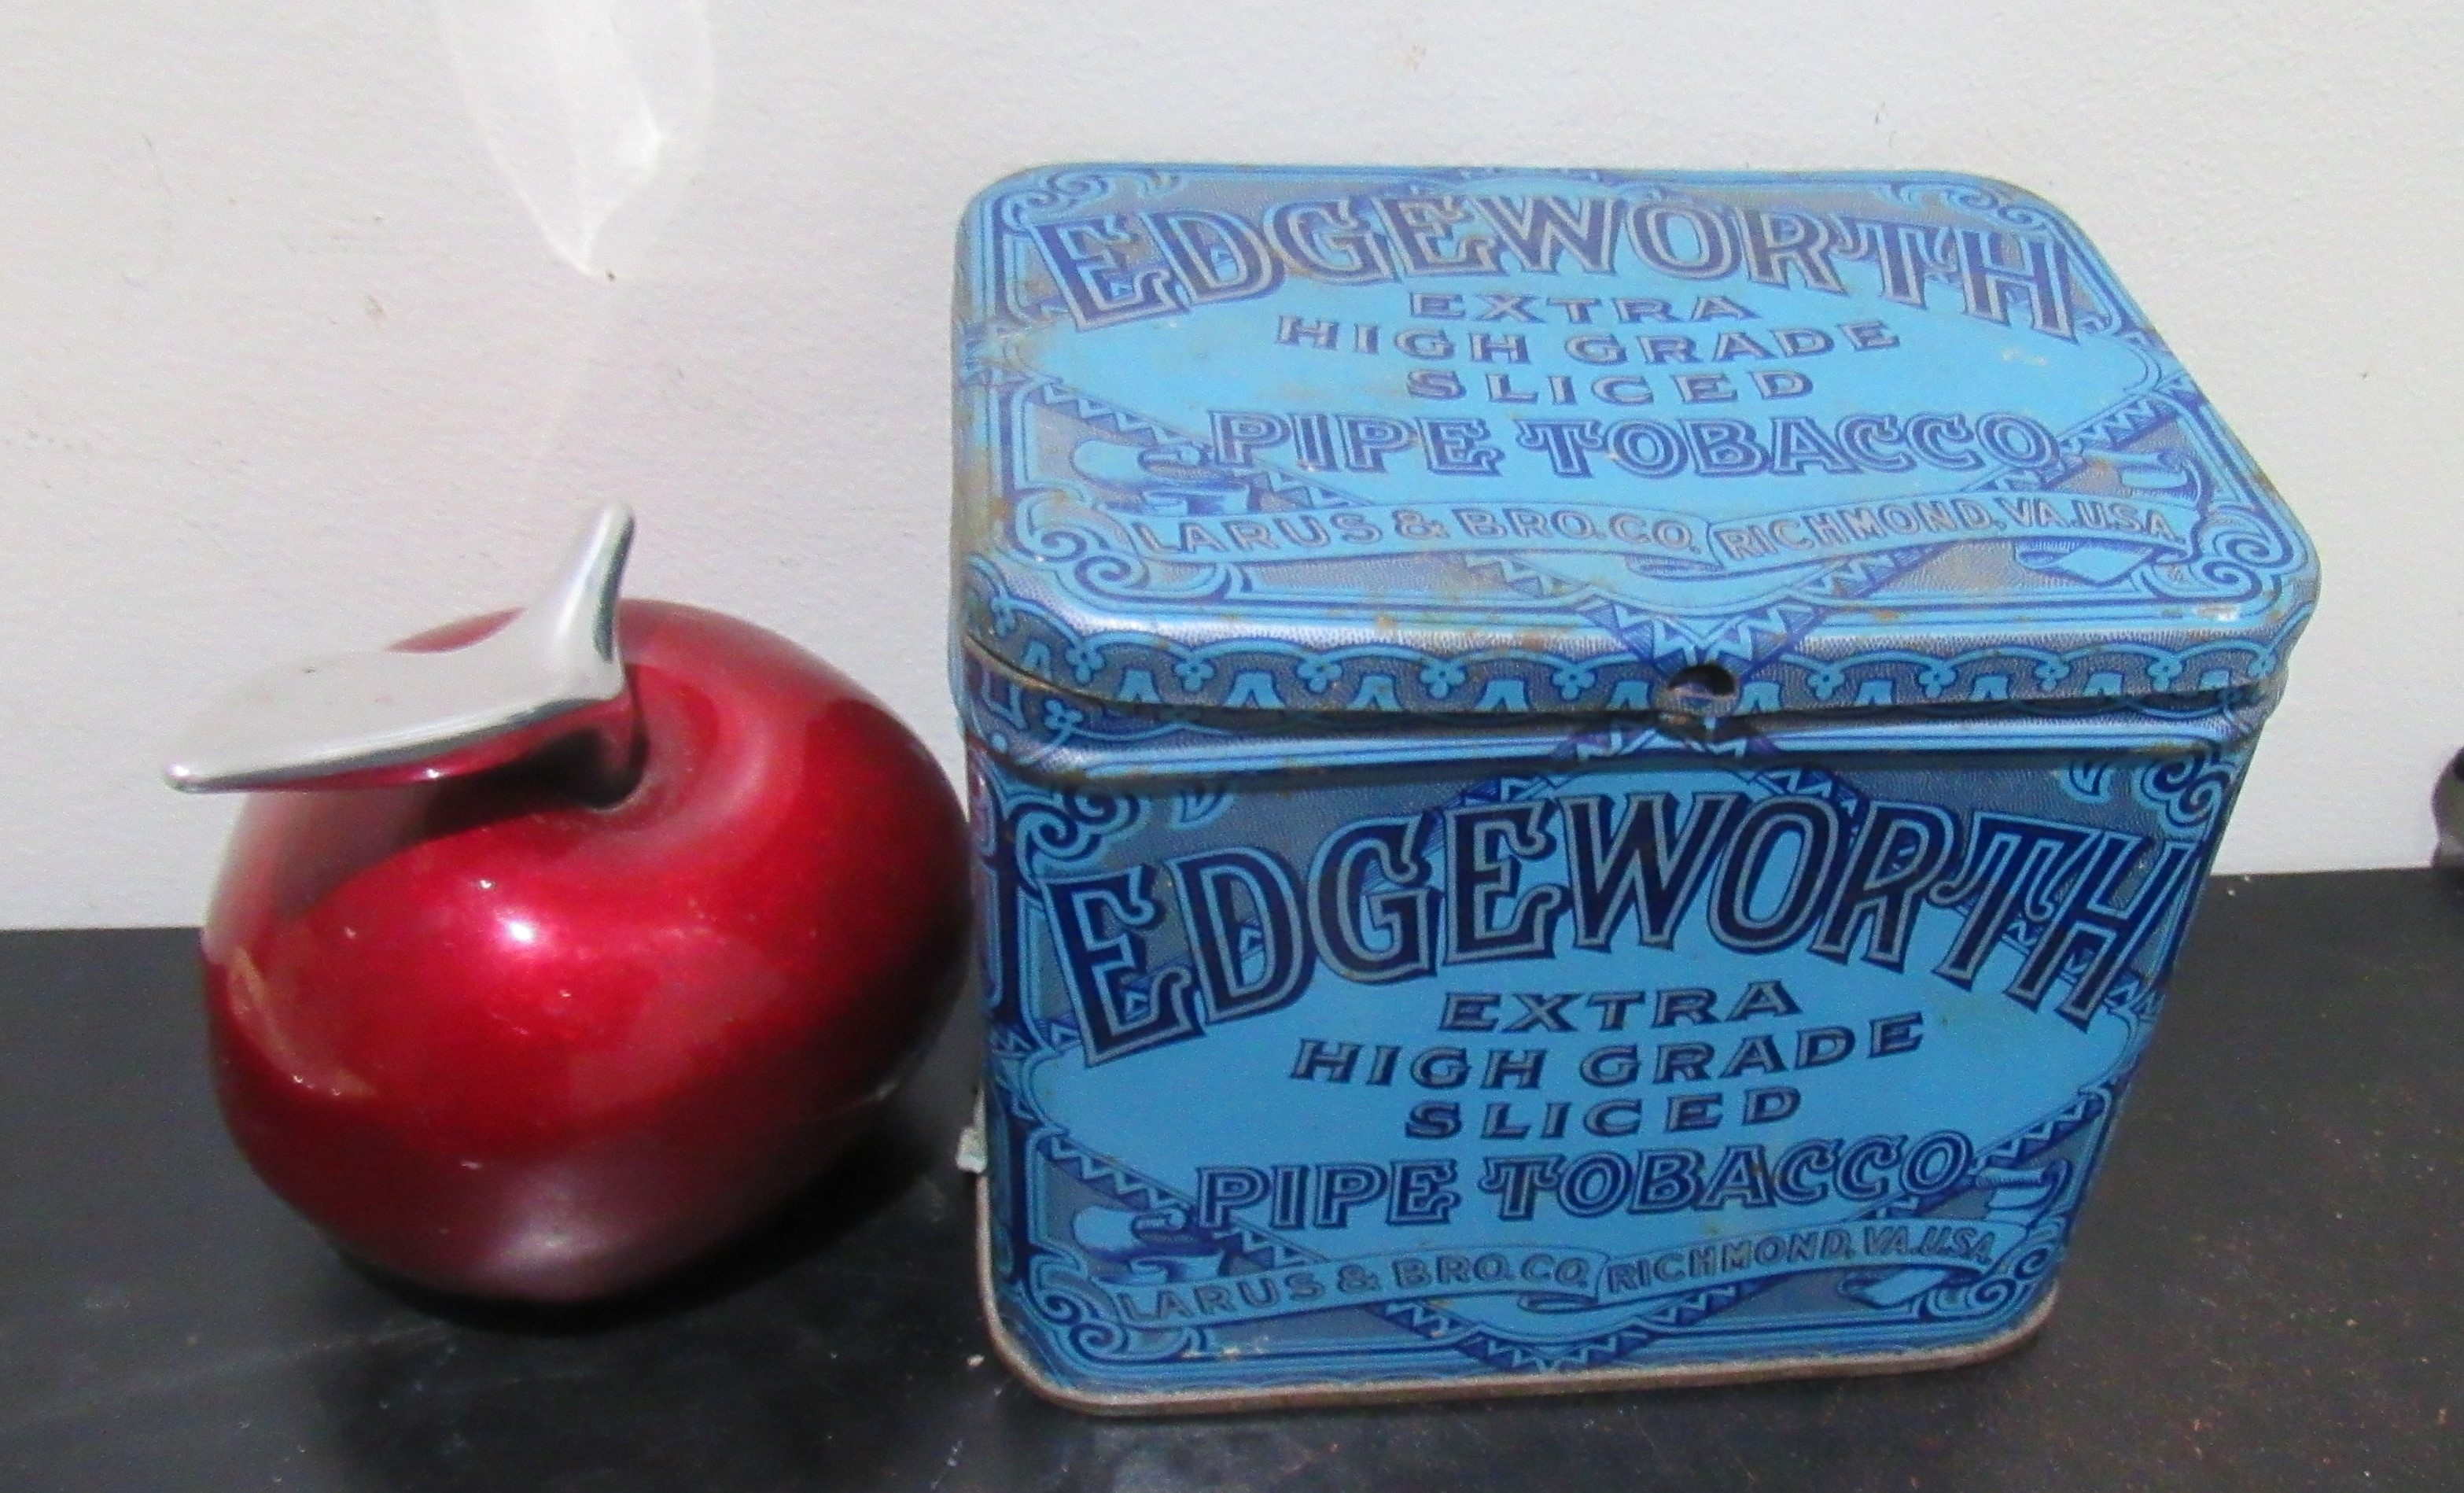 EDGEWORTH
EXTRA
HIGH GRADE
SLICED
PIPE TOBACCO
LARUS & BRO. CO. RICHMOND, VA. U.S.A.
EDGEWORTH
EXTRA
HIGH GRADE
SLICED
PIPE TOBACCO
LARUS & BRO. CO. RICHMOND, VA. U.S.A.